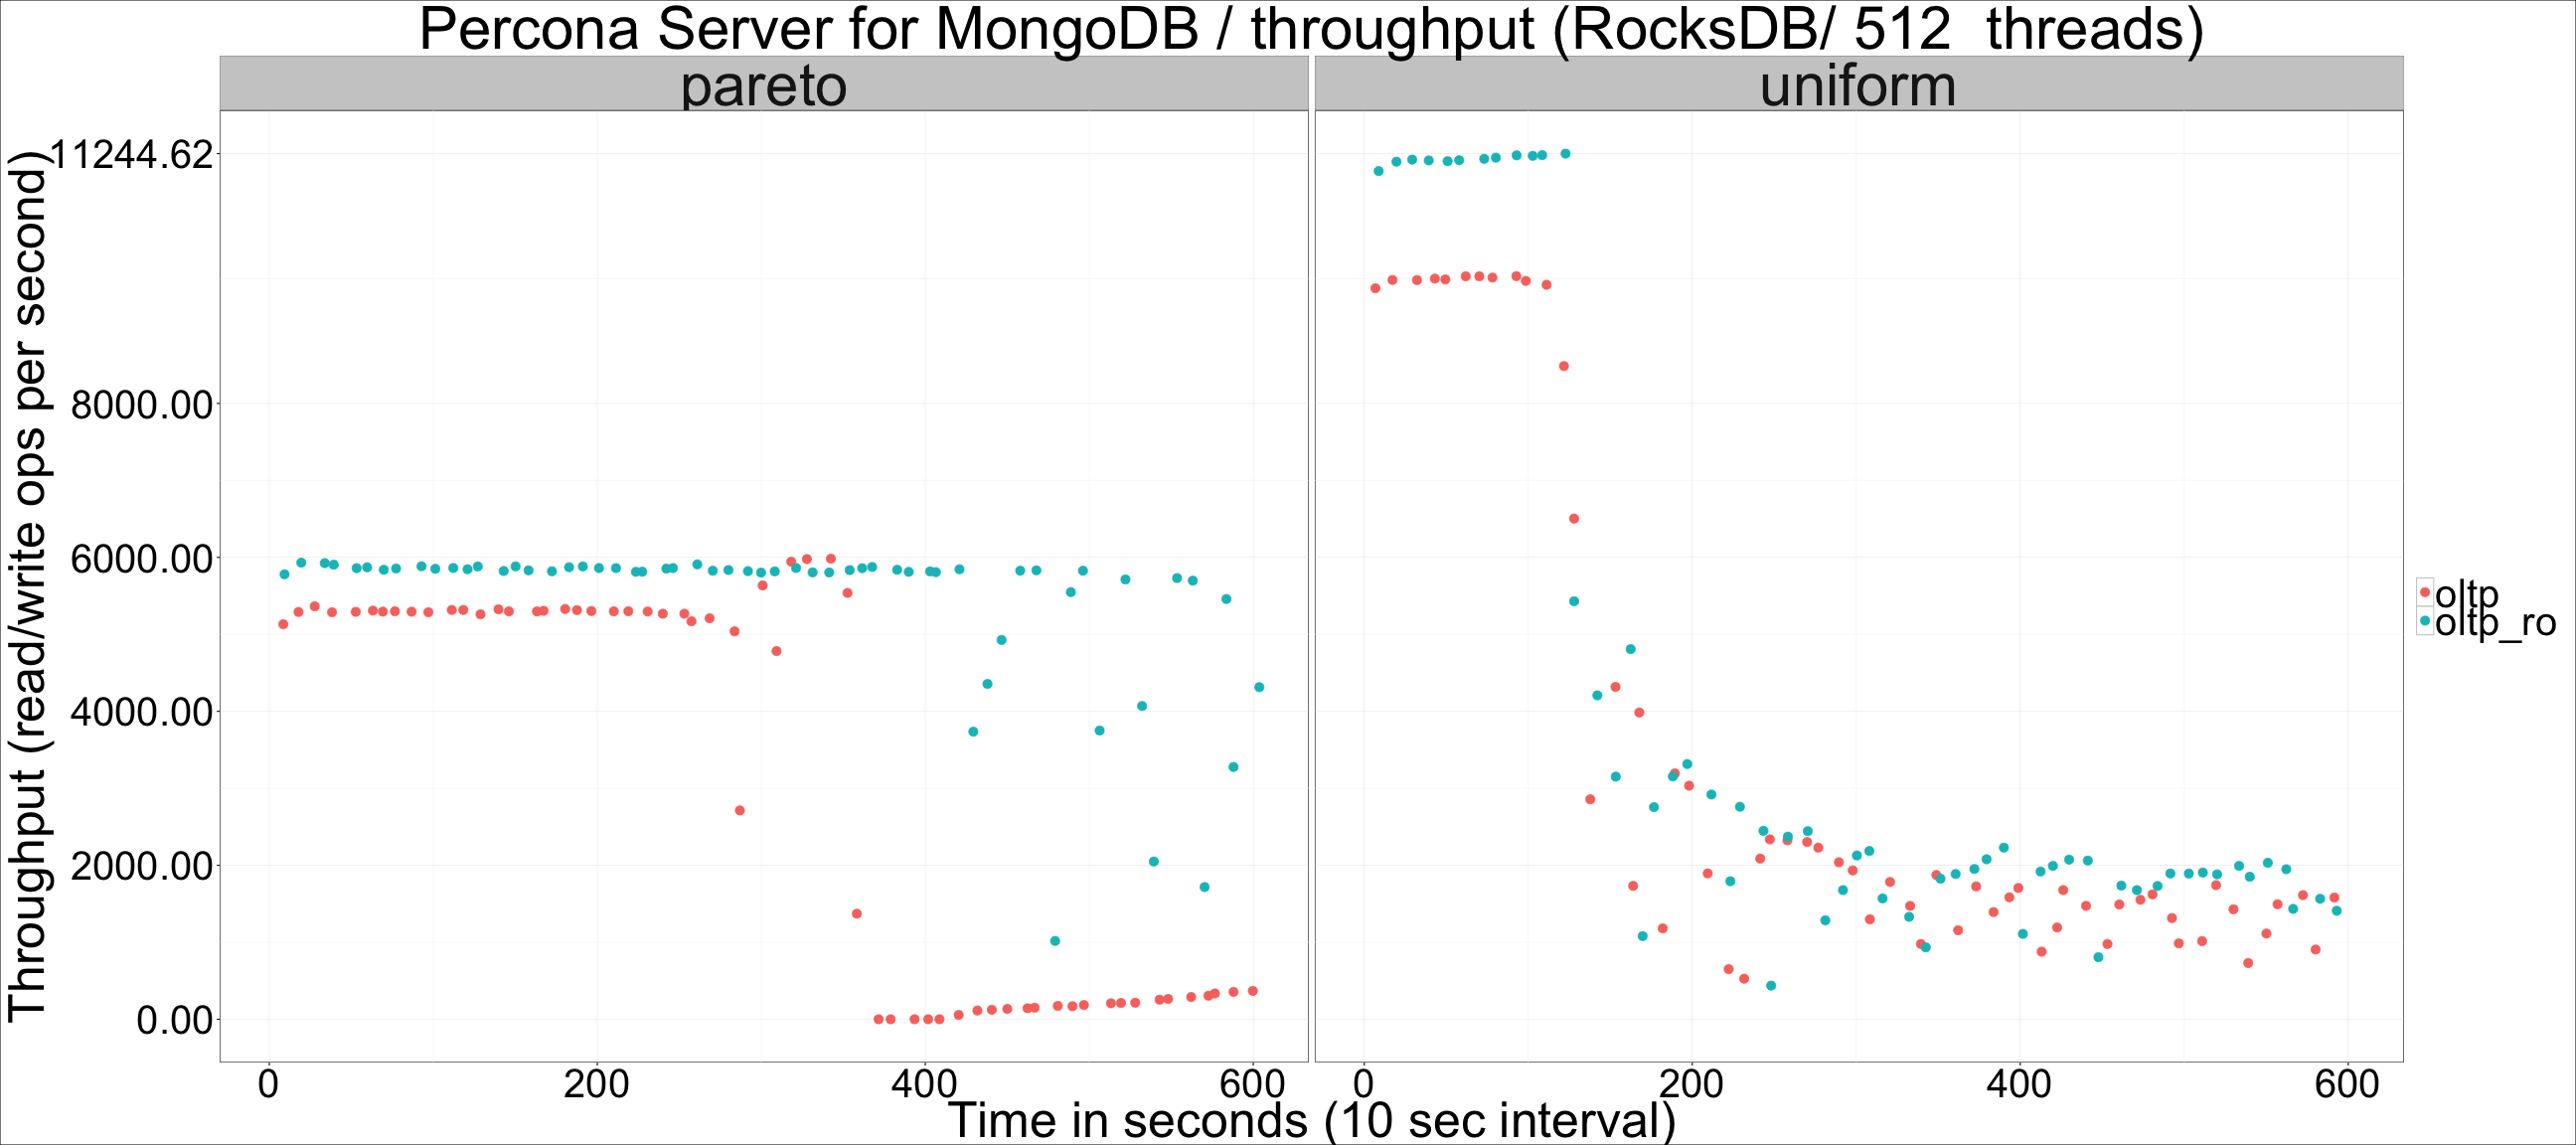 Percona Server for MongoDB / throughput (RocksDB/ 512  threads)
pareto
uniform
Throughput (read/write ops per second)
11244.62
8000.00
6000.00
4000.00
2000.00
0.00
0 200 400 600
0 200 400 600
Time in seconds (10 sec interval)
oltp
oltp_ro